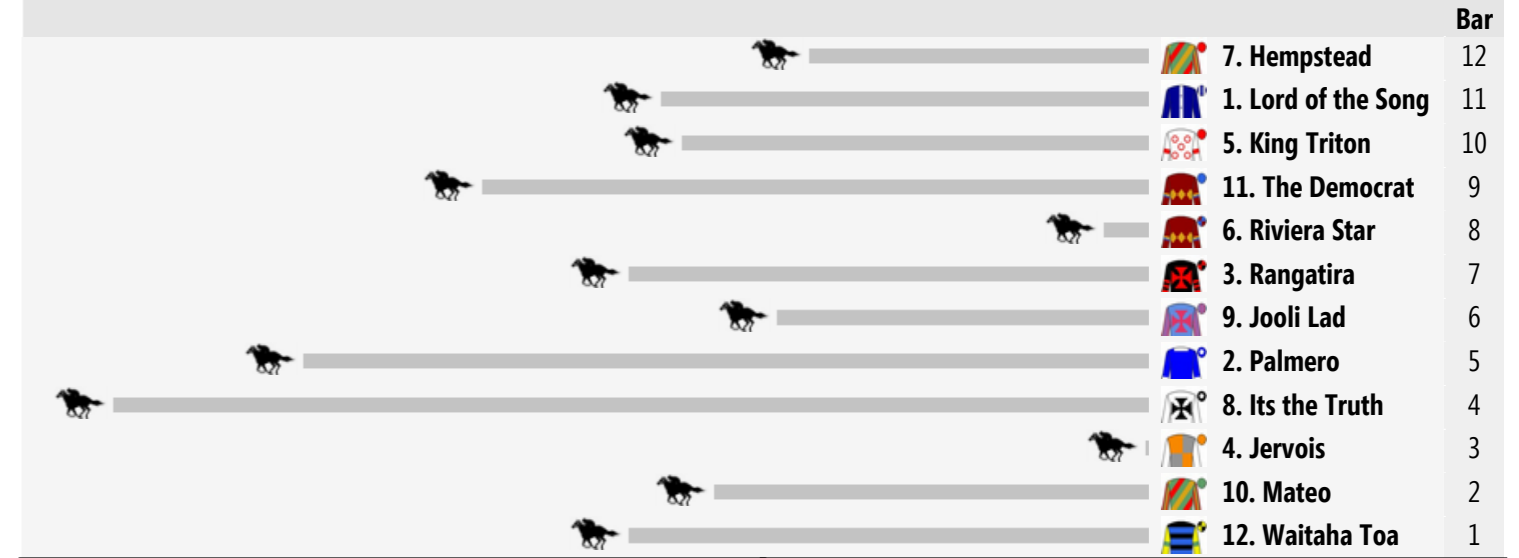 Bar
7. Hempstead 12
1. Lord of the Song 11
5. King Triton 10
11. The Democrat 9
6. Riviera Star 8
3. Rangatira 7
9. Jooli Lad 6
2. Palmero 5
8. Its the Truth 4
4. Jervois 3
10. Mateo 2
12. Waitaha Toa 1